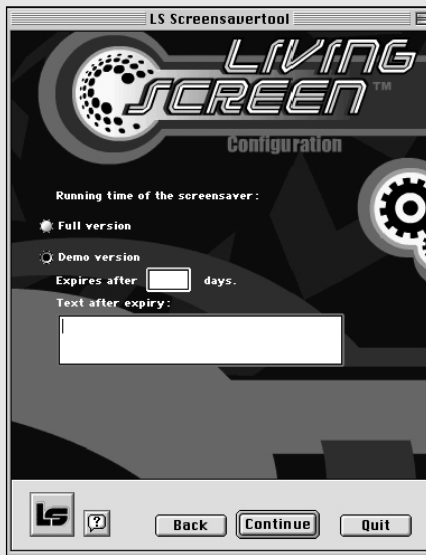 LS Screensavertool
LIVING
SCREEN™
Configuration
Running time of the screensaver:
Full version
Demo version
Expires after days.
Text after expiry:
LS ? Back Continue Quit